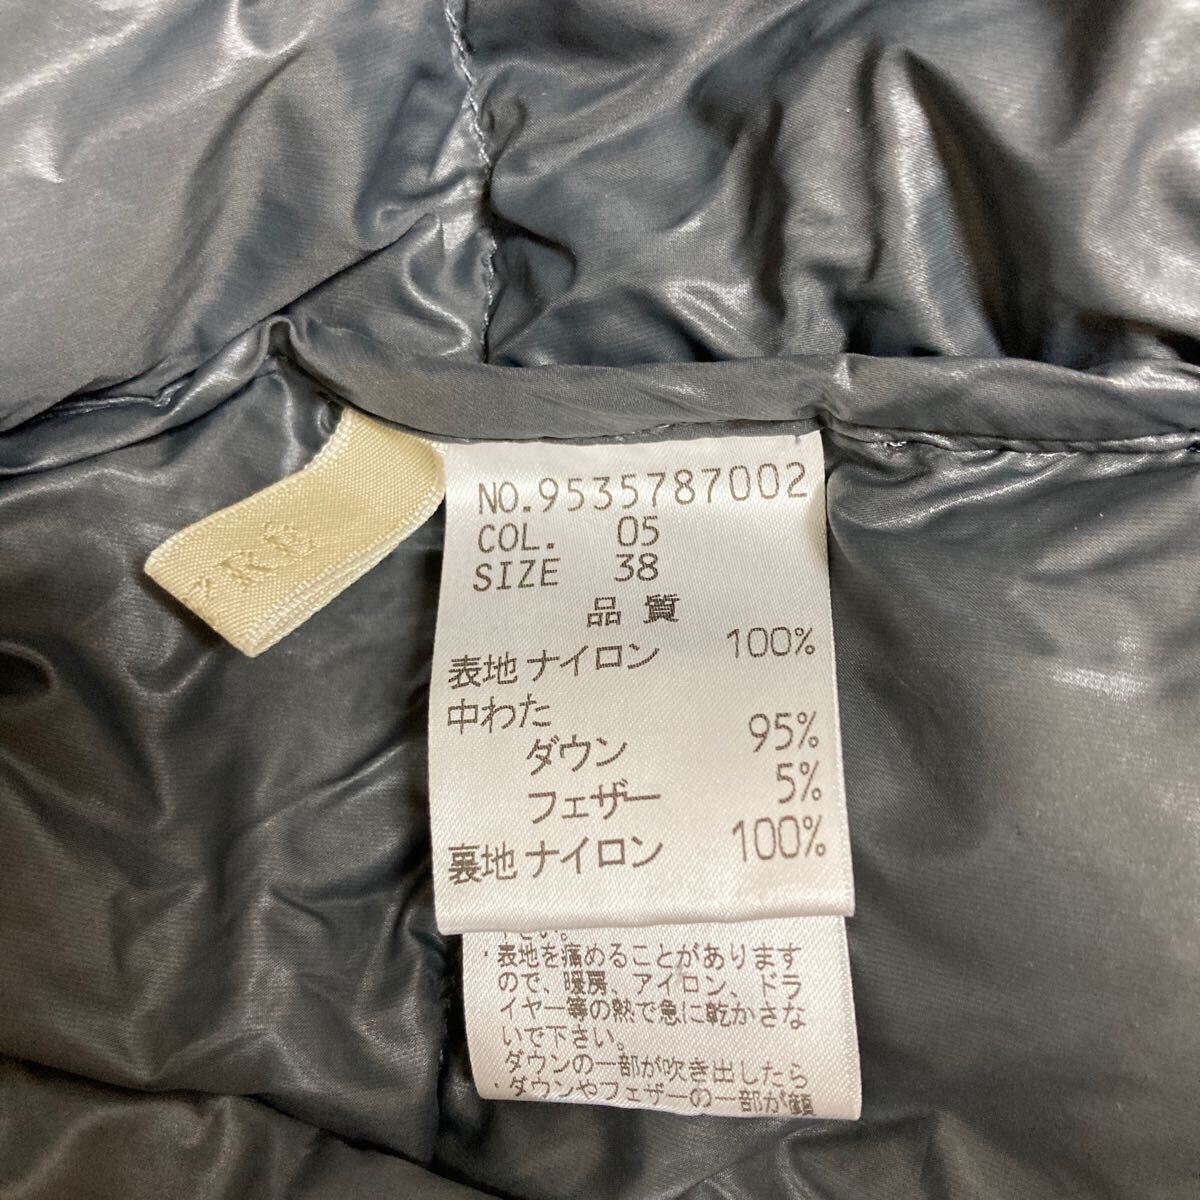 NO.9535787002
COL. 05
SIZE 38
品質
表地 ナイロン 100%
中わた
ダウン 95%
フェザー 5%
裏地 ナイロン 100%
下さい。
・表地を痛めることがあります
ので、暖房、アイロン、ドラ
イヤー等の熱で急に乾かさな
いで下さい。
ダウンの一部が吹き出したら
・ダウンやフェザーの一部が